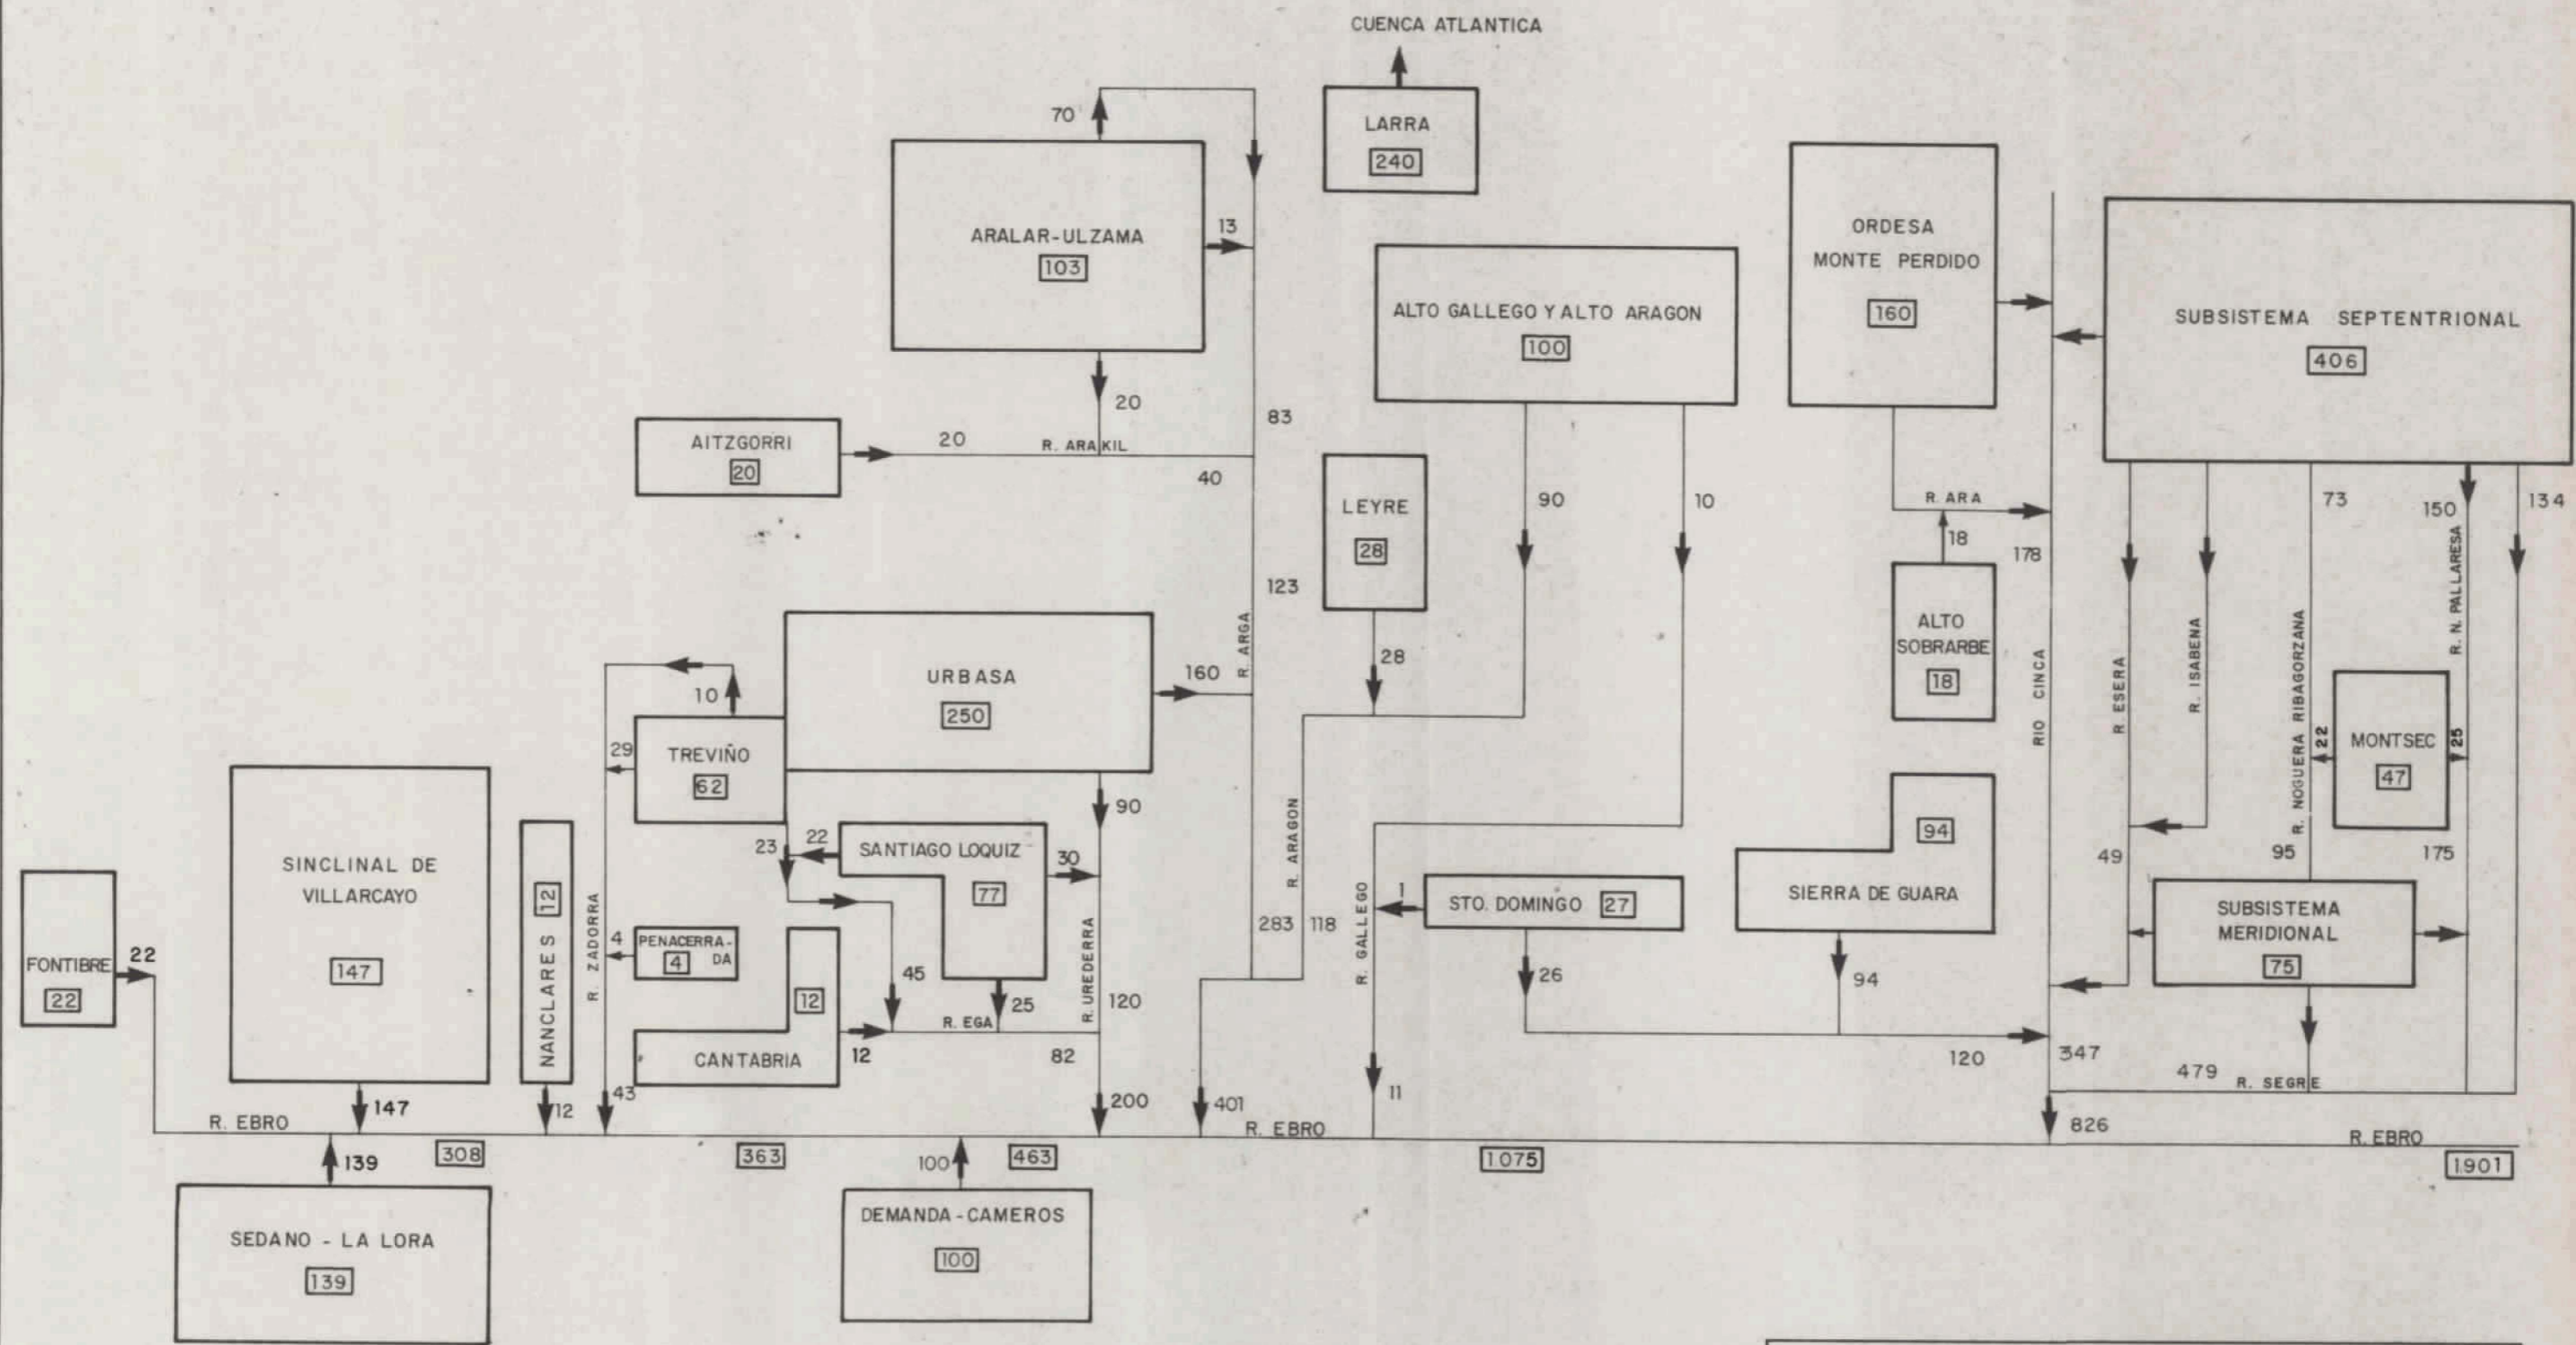 CUENCA ATLANTICA
LARRA
240
70
ARALAR-ULZAMA
103
13
20
83
AITZGORRI
20
20
R. ARAKIL
40
123
R. ARGA
ALTO GALLEGO Y ALTO ARAGON
100
90
10
LEYRE
28
28
ORDESA
MONTE PERDIDO
160
R. ARA
18
178
ALTO
SOBRARBE
18
RIO CINCA
SUBSISTEMA SEPTENTRIONAL
406
73
150
134
R. ESERA
R. ISABENA
R. NOGUERA RIBAGORZANA
R. N. PALLARESA
22
MONTSEC
47
25
49
95
175
SUBSISTEMA
MERIDIONAL
75
URBASA
250
160
10
29
TREVIÑO
62
90
23
22
SANTIAGO LOQUIZ
77
30
R. ARAGON
283
118
R. GALLEGO
1
STO. DOMINGO 27
26
94
SIERRA DE GUARA
94
120
347
479
R. SEGRE
826
SINCLINAL DE
VILLARCAYO
147
147
FONTIBRE
22
22
NANCLARES 12
12
R. ZADORRA
4
PENACERRA-
DA
4
12
CANTABRIA
12
45
25
R. EGA
82
R. UREDERRA
120
43
200
401
11
R. EBRO
R. EBRO
R. EBRO
139
308
363
100
463
1.075
1.901
SEDANO - LA LORA
139
DEMANDA-CAMEROS
100